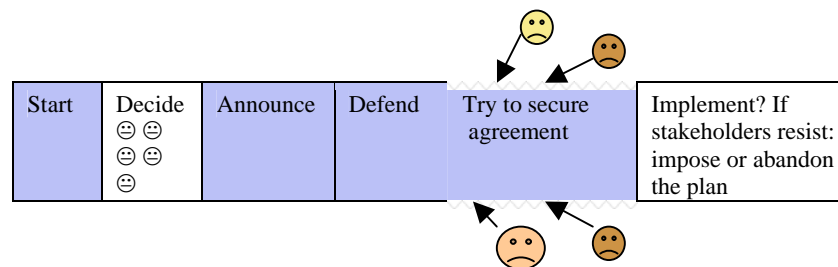 Start
Decide
Announce
Defend
Try to secure
agreement
Implement? If
stakeholders resist:
impose or abandon
the plan